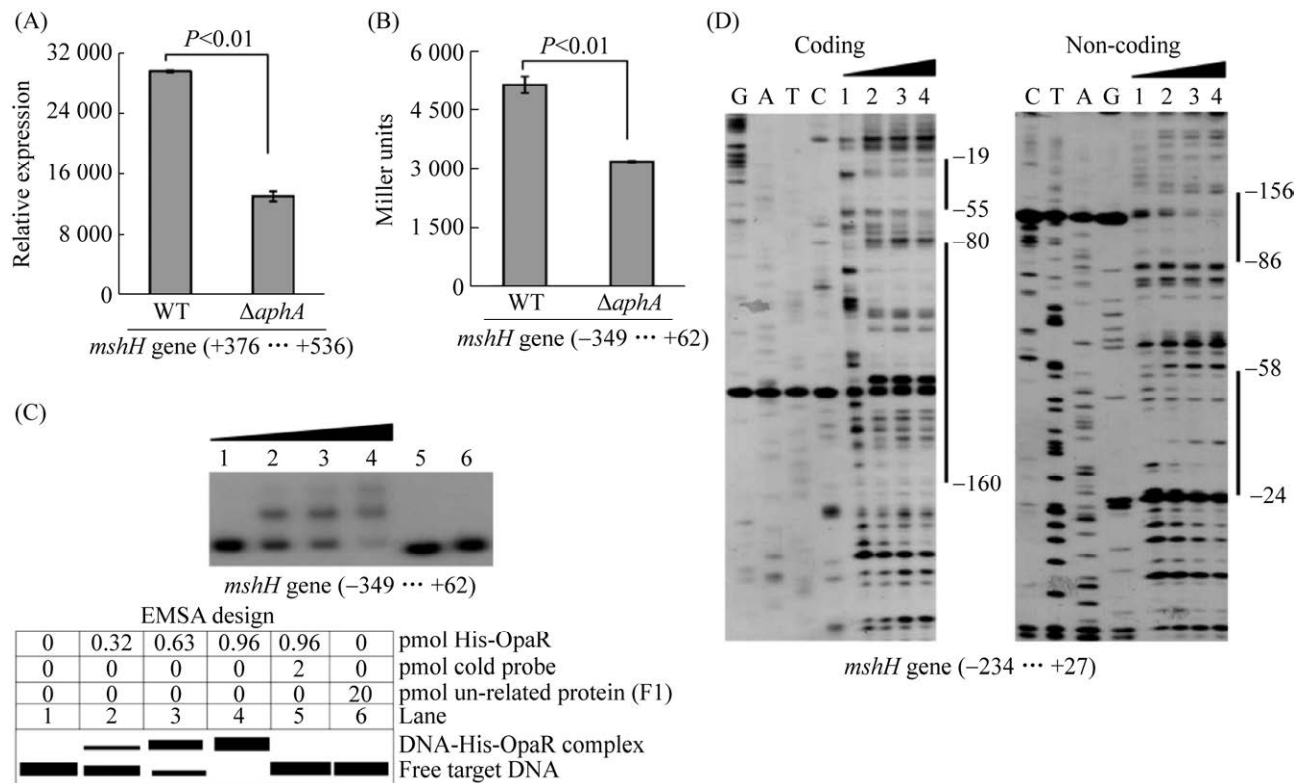 (A)
P<0.01
Relative expression
32 000
24 000
16 000
8 000
0
WT
ΔaphA
mshH gene (+376 ··· +536)
(B)
P<0.01
Miller units
6 000
4 500
3 000
1 500
0
WT
ΔaphA
mshH gene (−349 ··· +62)
(C)
1 2 3 4 5 6
mshH gene (−349 ··· +62)
EMSA design
0 0.32 0.63 0.96 0.96 0 pmol His-OpaR
0 0 0 0 2 0 pmol cold probe
0 0 0 0 0 20 pmol un-related protein (F1)
1 2 3 4 5 6 Lane
DNA-His-OpaR complex
Free target DNA
(D)
Coding
G A T C 1 2 3 4
−19
−55
−80
−160
Non-coding
C T A G 1 2 3 4
−156
−86
−58
−24
mshH gene (−234 ··· +27)